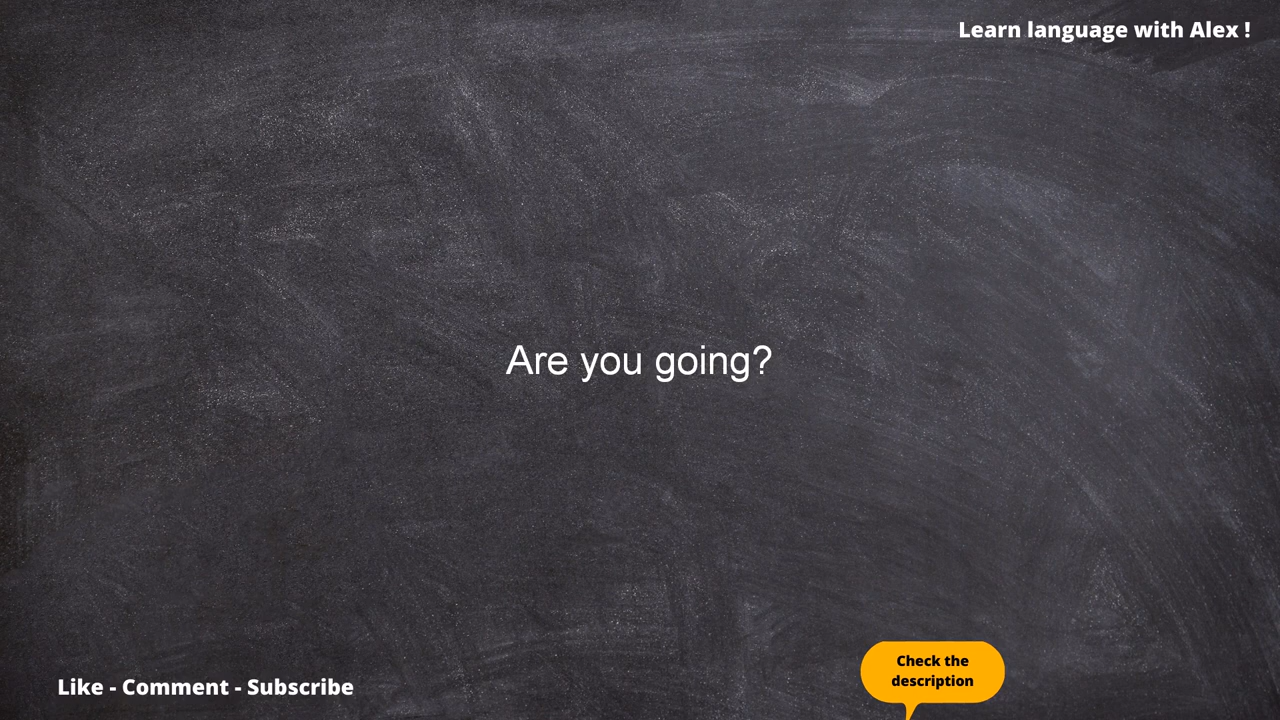 Learn language with Alex !
Are you going?
Like - Comment - Subscribe
Check the
description